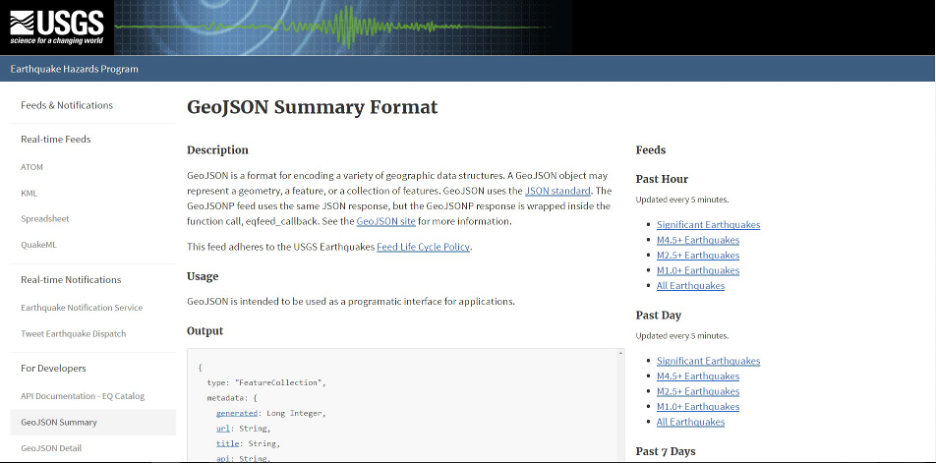 USGS
science for a changing world
Earthquake Hazards Program
Feeds & Notifications
Real-time Feeds
ATOM
KML
Spreadsheet
QuakeML
Real-time Notifications
Earthquake Notification Service
Tweet Earthquake Dispatch
For Developers
API Documentation - EQ Catalog
GeoJSON Summary
GeoJSON Detail
GeoJSON Summary Format
Description
GeoJSON is a format for encoding a variety of geographic data structures. A GeoJSON object may
represent a geometry, a feature, or a collection of features. GeoJSON uses the JSON standard. The
GeoJSONP feed uses the same JSON response, but the GeoJSONP response is wrapped inside the
function call, eqfeed_callback. See the GeoJSON site for more information.
This feed adheres to the USGS Earthquakes Feed Life Cycle Policy.
Usage
GeoJSON is intended to be used as a programatic interface for applications.
Output
{
type: "FeatureCollection",
metadata: {
generated: Long Integer,
url: String,
title: String,
api: String,
Feeds
Past Hour
Updated every 5 minutes.
Significant Earthquakes
M4.5+ Earthquakes
M2.5+ Earthquakes
M1.0+ Earthquakes
All Earthquakes
Past Day
Updated every 5 minutes.
Significant Earthquakes
M4.5+ Earthquakes
M2.5+ Earthquakes
M1.0+ Earthquakes
All Earthquakes
Past 7 Days